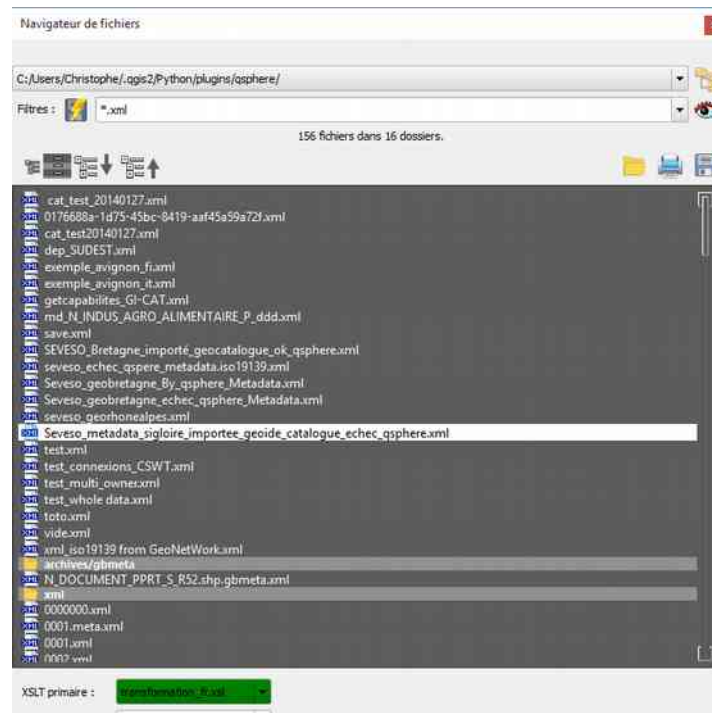 Navigateur de fichiers
C:/Users/Christophe/.qgis2/Python/plugins/qsphere/
Filtres : *.xml
156 fichiers dans 16 dossiers.
cat_test_20140127.xml
0176688a-1d75-45bc-8419-aaf45a59a72f.xml
cat_test20140127.xml
dep_SUDEST.xml
exemple_avignon_fi.xml
exemple_avignon_it.xml
getcapabilites_GI-CAT.xml
md_N_INDUS_AGRO_ALIMENTAIRE_P_ddd.xml
save.xml
SEVESO_Bretagne_importé_geocatalogue_ok_qsphere.xml
seveso_echec_qspere_metadata.iso19139.xml
Seveso_geobretagne_By_qsphere_Metadata.xml
Seveso_geobretagne_echec_qsphere_Metadata.xml
seveso_georhonealpes.xml
Seveso_metadata_sigloire_importee_geoide_catalogue_echec_qsphere.xml
test.xml
test_connexions_CSWT.xml
test_multi_owner.xml
test_whole data.xml
toto.xml
vide.xml
xml_iso19139 from GeoNetWork.xml
archives/gbmeta
N_DOCUMENT_PPRT_S_R52.shp.gbmeta.xml
xml
0000000.xml
0001.meta.xml
0001.xml
0002.xml
XSLT primaire : transformation_fr.xsl